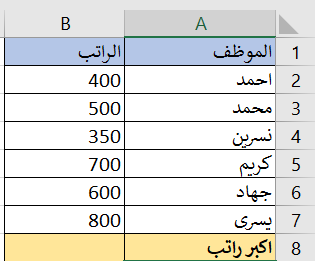 A B
1 الموظف الراتب
2 احمد 400
3 محمد 500
4 نسرين 350
5 كريم 700
6 جهاد 600
7 يسرى 800
8 اكبر راتب